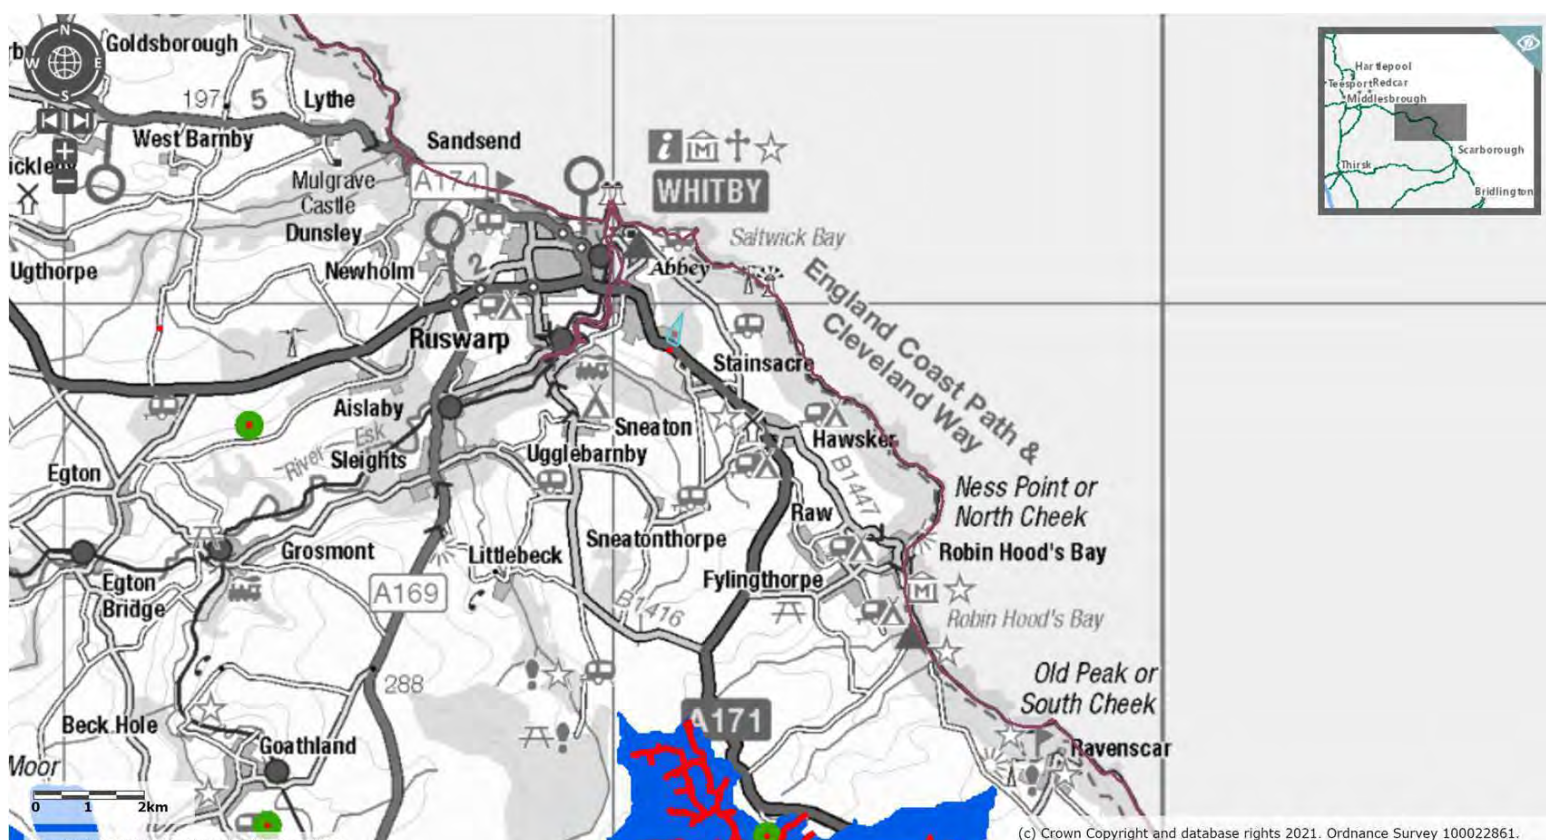 Goldsborough
N
W
E
S
197
5
Lythe
West Barnby
Sandsend
Mulgrave
Castle
A174
WHITBY
Dunsley
Ugthorpe
Newholm
2
Abbey
Saltwick Bay
England Coast Path &
Cleveland Way
Ruswarp
Stainsacre
Aislaby
River Esk
Sleights
Sneaton
Ugglebarnby
Hawsker
B1447
Egton
Ness Point or
North Cheek
Raw
Sneatonthorpe
Grosmont
Littlebeck
Robin Hood's Bay
Egton
Bridge
A169
Fylingthorpe
B1416
Robin Hood's Bay
288
Old Peak or
South Cheek
Beck Hole
A171
Goathland
Ravenscar
Moor
0 1 2km
Hartlepool
Teesport Redcar
Middlesbrough
Scarborough
Thirsk
Bridlington
(c) Crown Copyright and database rights 2021. Ordnance Survey 100022861.